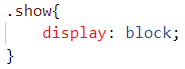 .show{
    display: block;
}